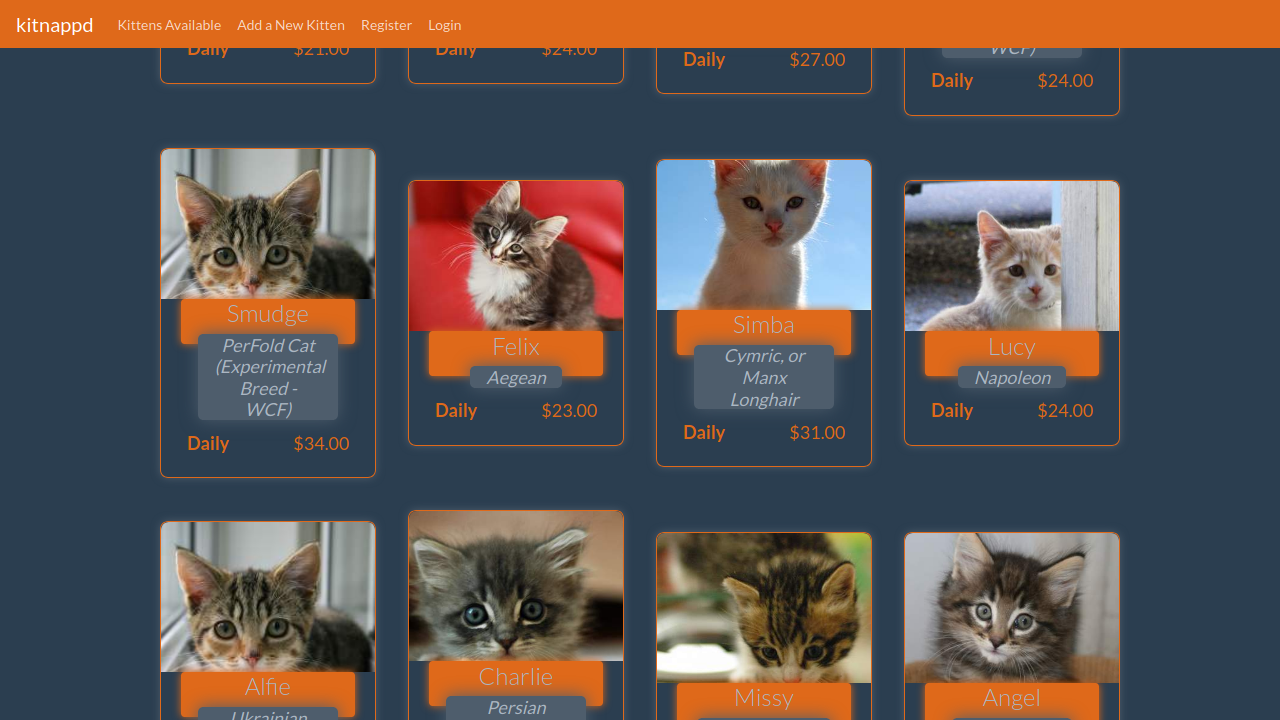 kitnappd Kittens Available Add a New Kitten Register Login
Daily $21.00
Daily $24.00
Daily $27.00
WCF)
Daily $24.00
Smudge
PerFold Cat
(Experimental
Breed -
WCF)
Daily $34.00
Felix
Aegean
Daily $23.00
Simba
Cymric, or
Manx
Longhair
Daily $31.00
Lucy
Napoleon
Daily $24.00
Alfie
Ukrainian
Charlie
Persian
Missy
Angel